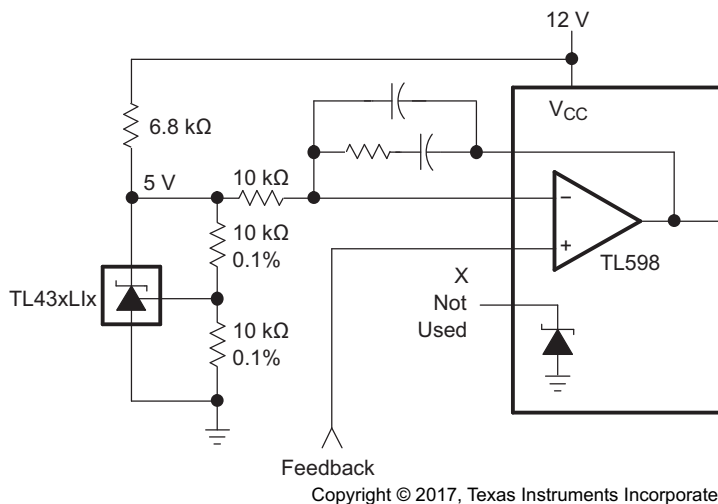 12 V
V_CC
6.8 kΩ
5 V
10 kΩ
10 kΩ
0.1%
−
+
TL598
TL43xLIx
X
Not
Used
10 kΩ
0.1%
Feedback
Copyright © 2017, Texas Instruments Incorporate